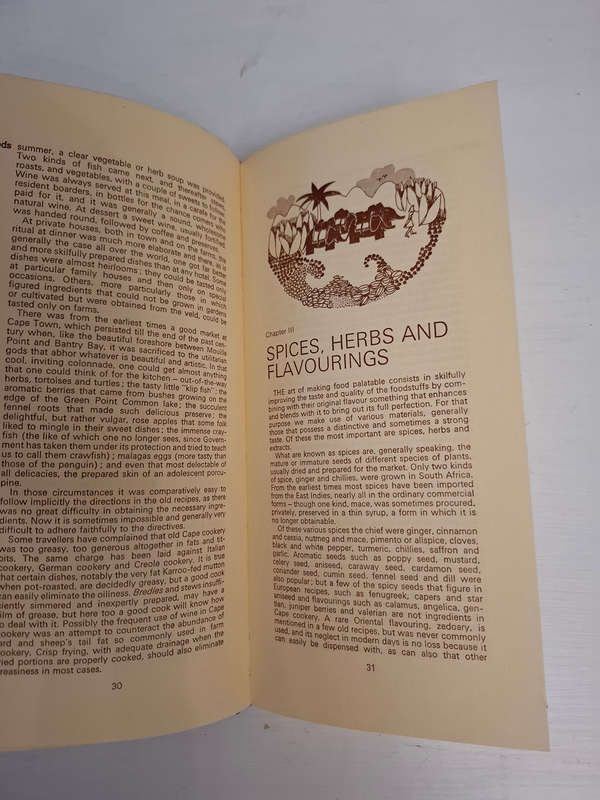 eds summer, a clear vegetable or herb soup was provided.
Two kinds of fish came next, and thereafter stews,
roasts, and vegetables, with a couple of sweets to follow.
Wine was always served at this meal, in a carafe for the
resident boarders, in bottles for the chance comers who
paid for it, and it was generally a sound, wholesome
natural wine. At dessert a sweet wine, usually fortified,
was handed round, followed by coffee and preserves.
At private houses, both in town and on the farms, the
ritual at dinner was much more elaborate and there, as is
generally the case all over the world, one got far better
and more skilfully prepared dishes than at any hotel. Some
dishes were almost heirlooms: they could be tasted only
at particular family houses and then only on special
occasions. Others, more particularly those in which
figured ingredients that could not be grown in gardens
or cultivated but were obtained from the veld, could be
tasted only on farms.
There was from the earliest times a good market at
Cape Town, which persisted till the end of the past cen-
tury when, like the beautiful foreshore between Mouille
Point and Bantry Bay, it was sacrificed to the utilitarian
gods that abhor whatever is beautiful and artistic. In that
cool, inviting colonnade, one could get almost anything
that one could think of for the kitchen – out-of-the-way
herbs, tortoises and turtles; the tasty little "klip fish"; the
aromatic berries that came from bushes growing on the
edge of the Green Point Common lake; the succulent
fennel roots that made such delicious preserve; the
delightful, but rather vulgar, rose apples that some folk
liked to mingle in their sweet dishes; the immense cray-
fish (the like of which one no longer sees, since Govern-
ment has taken them under its protection and tried to teach
us to call them crawfish); malagas eggs (more tasty than
those of the penguin); and even that most delectable of
all delicacies, the prepared skin of an adolescent porcu-
pine.
In those circumstances it was comparatively easy to
follow implicitly the directions in the old recipes, as there
was no great difficulty in obtaining the necessary ingre-
dients. Now it is sometimes impossible and generally very
difficult to adhere faithfully to the directives.
Some travellers have complained that old Cape cookery
was too greasy, too generous altogether in fats and tit-
bits. The same charge has been laid against Italian
cookery, German cookery and Creole cookery. It is true
that certain dishes, notably the very fat Karroo-fed mutton
when pot-roasted, are decidedly greasy, but a good cook
can easily eliminate the oiliness. Bredies and stews insuffi-
ciently simmered and inexpertly prepared, may have a
film of grease, but here too a good cook will know how
to deal with it. Possibly the frequent use of wine in Cape
cookery was an attempt to counteract the abundance of
lard and sheep's tail fat so commonly used in farm
cookery. Crisp frying, with adequate drainage when the
fried portions are properly cooked, should also eliminate
greasiness in most cases.
30
Chapter III
SPICES, HERBS AND
FLAVOURINGS
THE art of making food palatable consists in skilfully
improving the taste and quality of the foodstuffs by com-
bining with their original flavour something that enhances
and blends with it to bring out its full perfection. For that
purpose we make use of various materials, generally
those that possess a distinctive and sometimes a strong
taste. Of these the most important are spices, herbs and
extracts.
What are known as spices are, generally speaking, the
mature or immature seeds of different species of plants,
usually dried and prepared for the market. Only two kinds
of spice, ginger and chillies, were grown in South Africa.
From the earliest times most spices have been imported
from the East Indies, nearly all in the ordinary commercial
forms – though one kind, mace, was sometimes procured,
privately, preserved in a thin syrup, a form in which it is
no longer obtainable.
Of these various spices the chief were ginger, cinnamon
and cassia, nutmeg and mace, pimento or allspice, cloves,
black and white pepper, turmeric, chillies, saffron and
garlic. Aromatic seeds such as poppy seed, mustard,
celery seed, aniseed, caraway seed, cardamon seed,
coriander seed, cumin seed, fennel seed and dill were
also popular; but a few of the spicy seeds that figure in
European recipes, such as fenugreek, capers and star
aniseed and flavourings such as calamus, angelica, gen-
tian, juniper berries and valerian are not ingredients in
Cape cookery. A rare Oriental flavouring, zedoary, is
mentioned in a few old recipes, but was never commonly
used, and its neglect in modern days is no loss because it
can easily be dispensed with, as can also that other
31